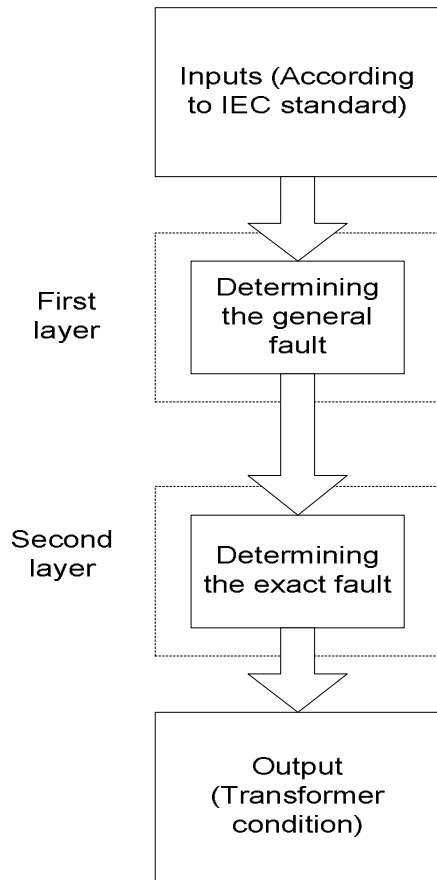 Inputs (According
to IEC standard)
First
layer
Determining
the general
fault
Second
layer
Determining
the exact fault
Output
(Transformer
condition)